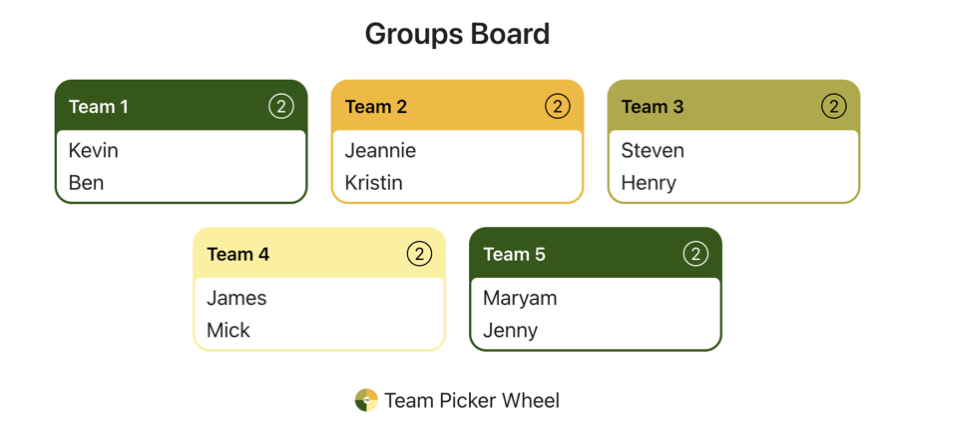 Groups Board
Team 1 2
Kevin
Ben
Team 2 2
Jeannie
Kristin
Team 3 2
Steven
Henry
Team 4 2
James
Mick
Team 5 2
Maryam
Jenny
Team Picker Wheel